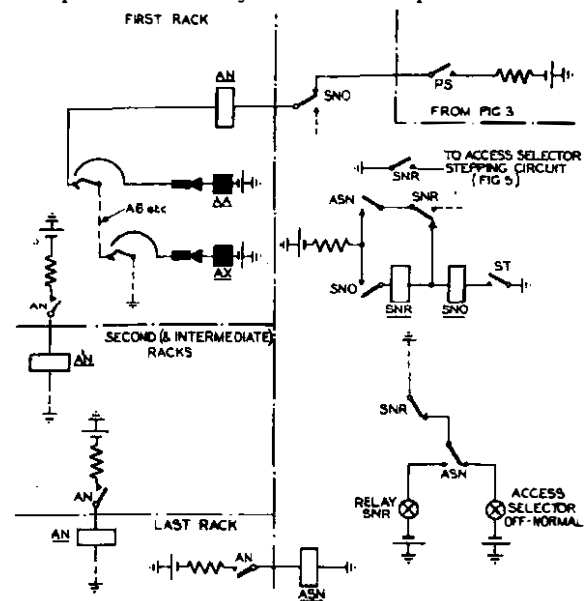 FIRST RACK
AN
SNO
PS
FROM FIG 3
TO ACCESS SELECTOR
STEPPING CIRCUIT
(FIG 5)
SNR
AA
AB etc
ASN
SNR
AX
AN
SNO
SNR
SNO
ST
SECOND (& INTERMEDIATE)
RACKS
AN
SNR
ASN
AN
RELAY
SNR
ACCESS
SELECTOR
OFF-NORMAL
LAST RACK
AN
AN
ASN